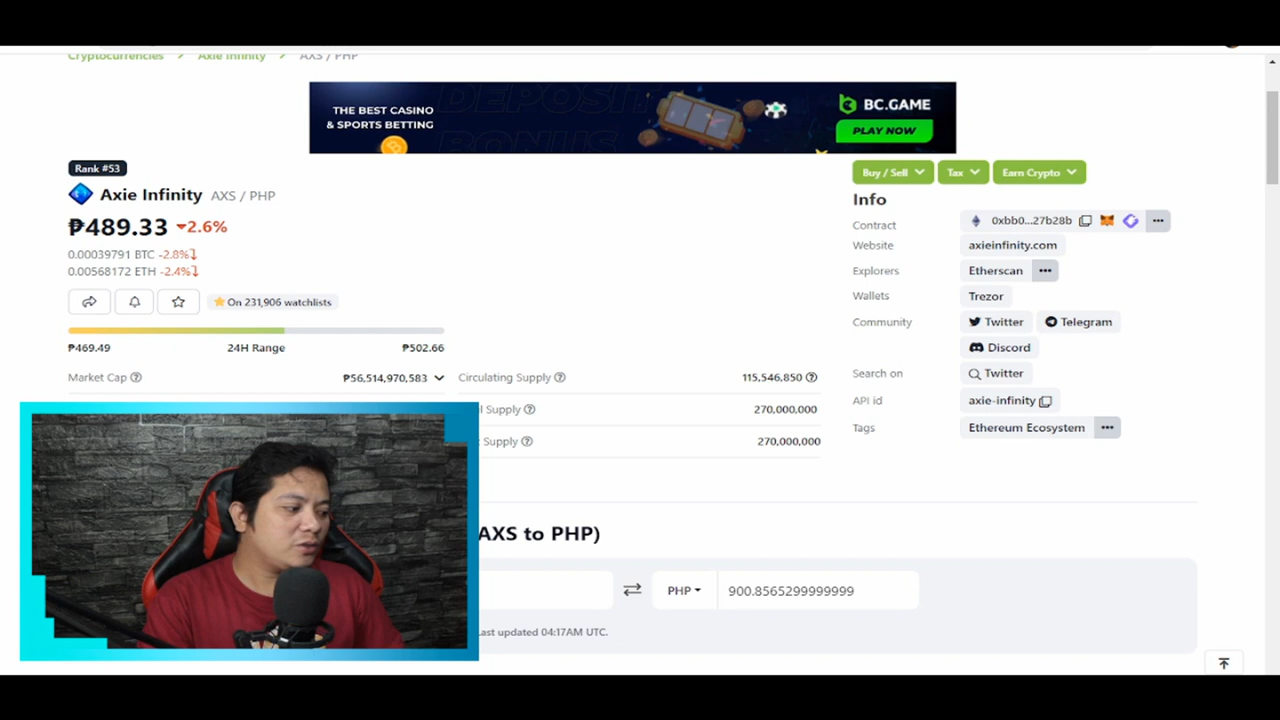 Cryptocurrencies > Axie Infinity > AXS / PHP
THE BEST CASINO
& SPORTS BETTING
DEPOSIT
BONUS
BC.GAME
PLAY NOW
Rank #53
Axie Infinity AXS / PHP
₱489.33 2.6%
0.00039791 BTC -2.8%
0.00568172 ETH -2.4%
On 231,906 watchlists
₱469.49 24H Range ₱502.66
Market Cap ₱56,514,970,583
Circulating Supply 115,546,850
l Supply 270,000,000
Supply 270,000,000
Buy / Sell Tax Earn Crypto
Info
Contract 0xbb0...27b28b
Website axieinfinity.com
Explorers Etherscan
Wallets Trezor
Community Twitter Telegram
Discord
Search on Twitter
API id axie-infinity
Tags Ethereum Ecosystem
AXS to PHP)
PHP 900.8565299999999
Last updated 04:17AM UTC.